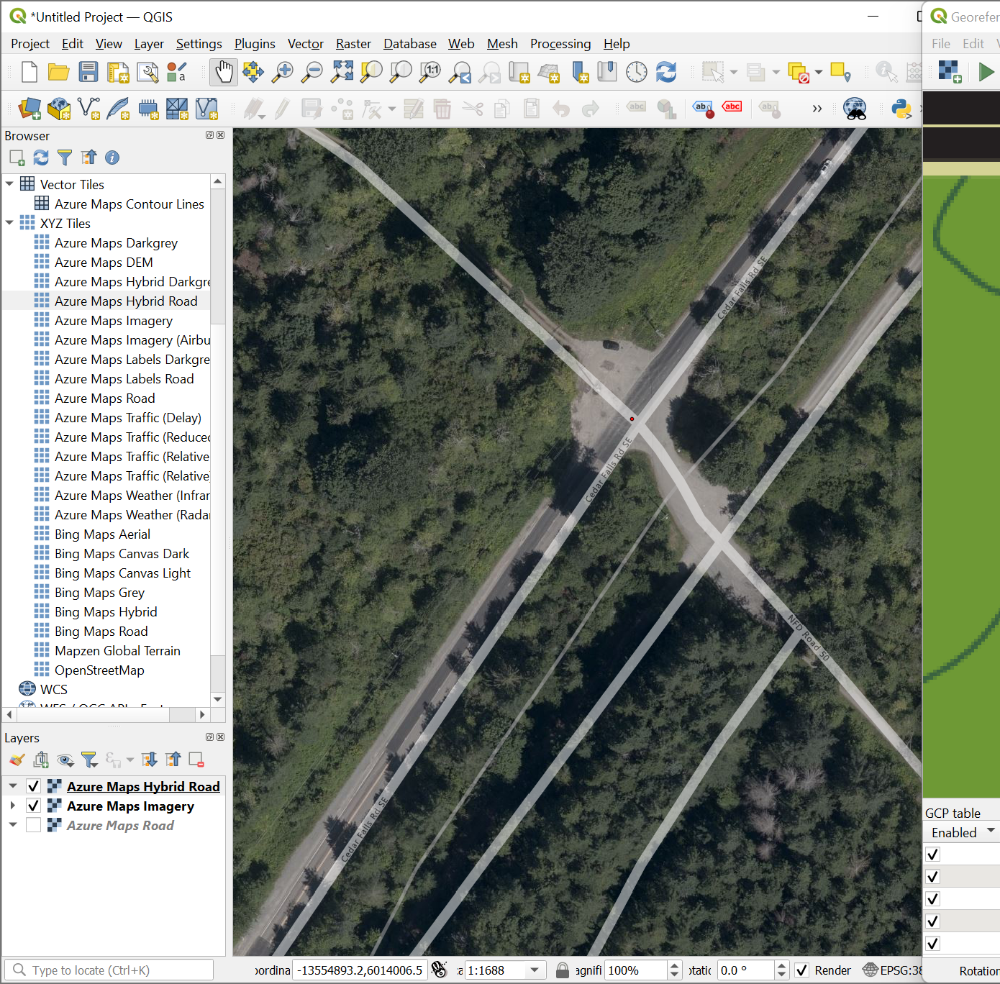 *Untitled Project — QGIS
Project Edit View Layer Settings Plugins Vector Raster Database Web Mesh Processing Help
Browser
Vector Tiles
Azure Maps Contour Lines
XYZ Tiles
Azure Maps Darkgrey
Azure Maps DEM
Azure Maps Hybrid Darkgre
Azure Maps Hybrid Road
Azure Maps Imagery
Azure Maps Imagery (Airbu
Azure Maps Labels Darkgre
Azure Maps Labels Road
Azure Maps Road
Azure Maps Traffic (Delay)
Azure Maps Traffic (Reduced
Azure Maps Traffic (Relative
Azure Maps Traffic (Relative
Azure Maps Weather (Infrar
Azure Maps Weather (Radar
Bing Maps Aerial
Bing Maps Canvas Dark
Bing Maps Canvas Light
Bing Maps Grey
Bing Maps Hybrid
Bing Maps Road
Mapzen Global Terrain
OpenStreetMap
WCS
Layers
Azure Maps Hybrid Road
Azure Maps Imagery
Azure Maps Road
Type to locate (Ctrl+K)
Cedar Falls Rd SE
Cedar Falls Rd SE
NFD Road 50
Cedar Falls Rd SE
oordina -13554893.2,6014006.5 1:1688 agnifi 100% otatic 0.0 ° Render EPSG:38
Georefer
File Edit V
GCP table
Enabled
Rotation